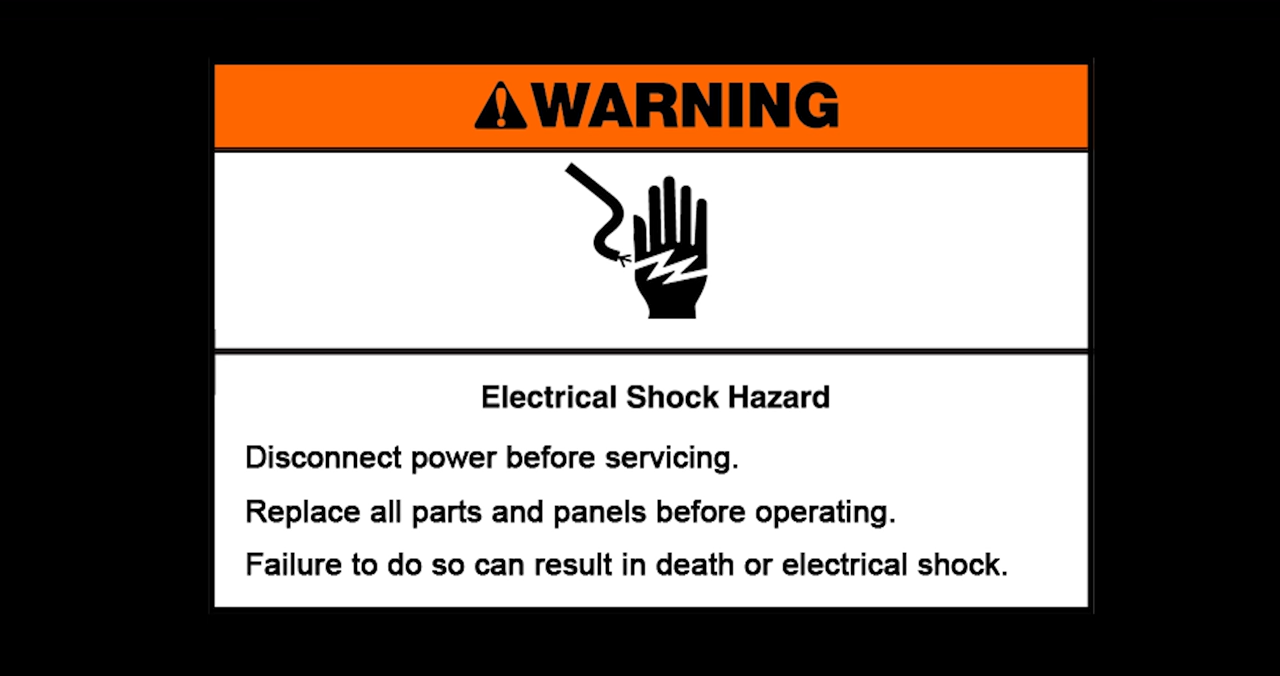 WARNING
Electrical Shock Hazard
Disconnect power before servicing.
Replace all parts and panels before operating.
Failure to do so can result in death or electrical shock.